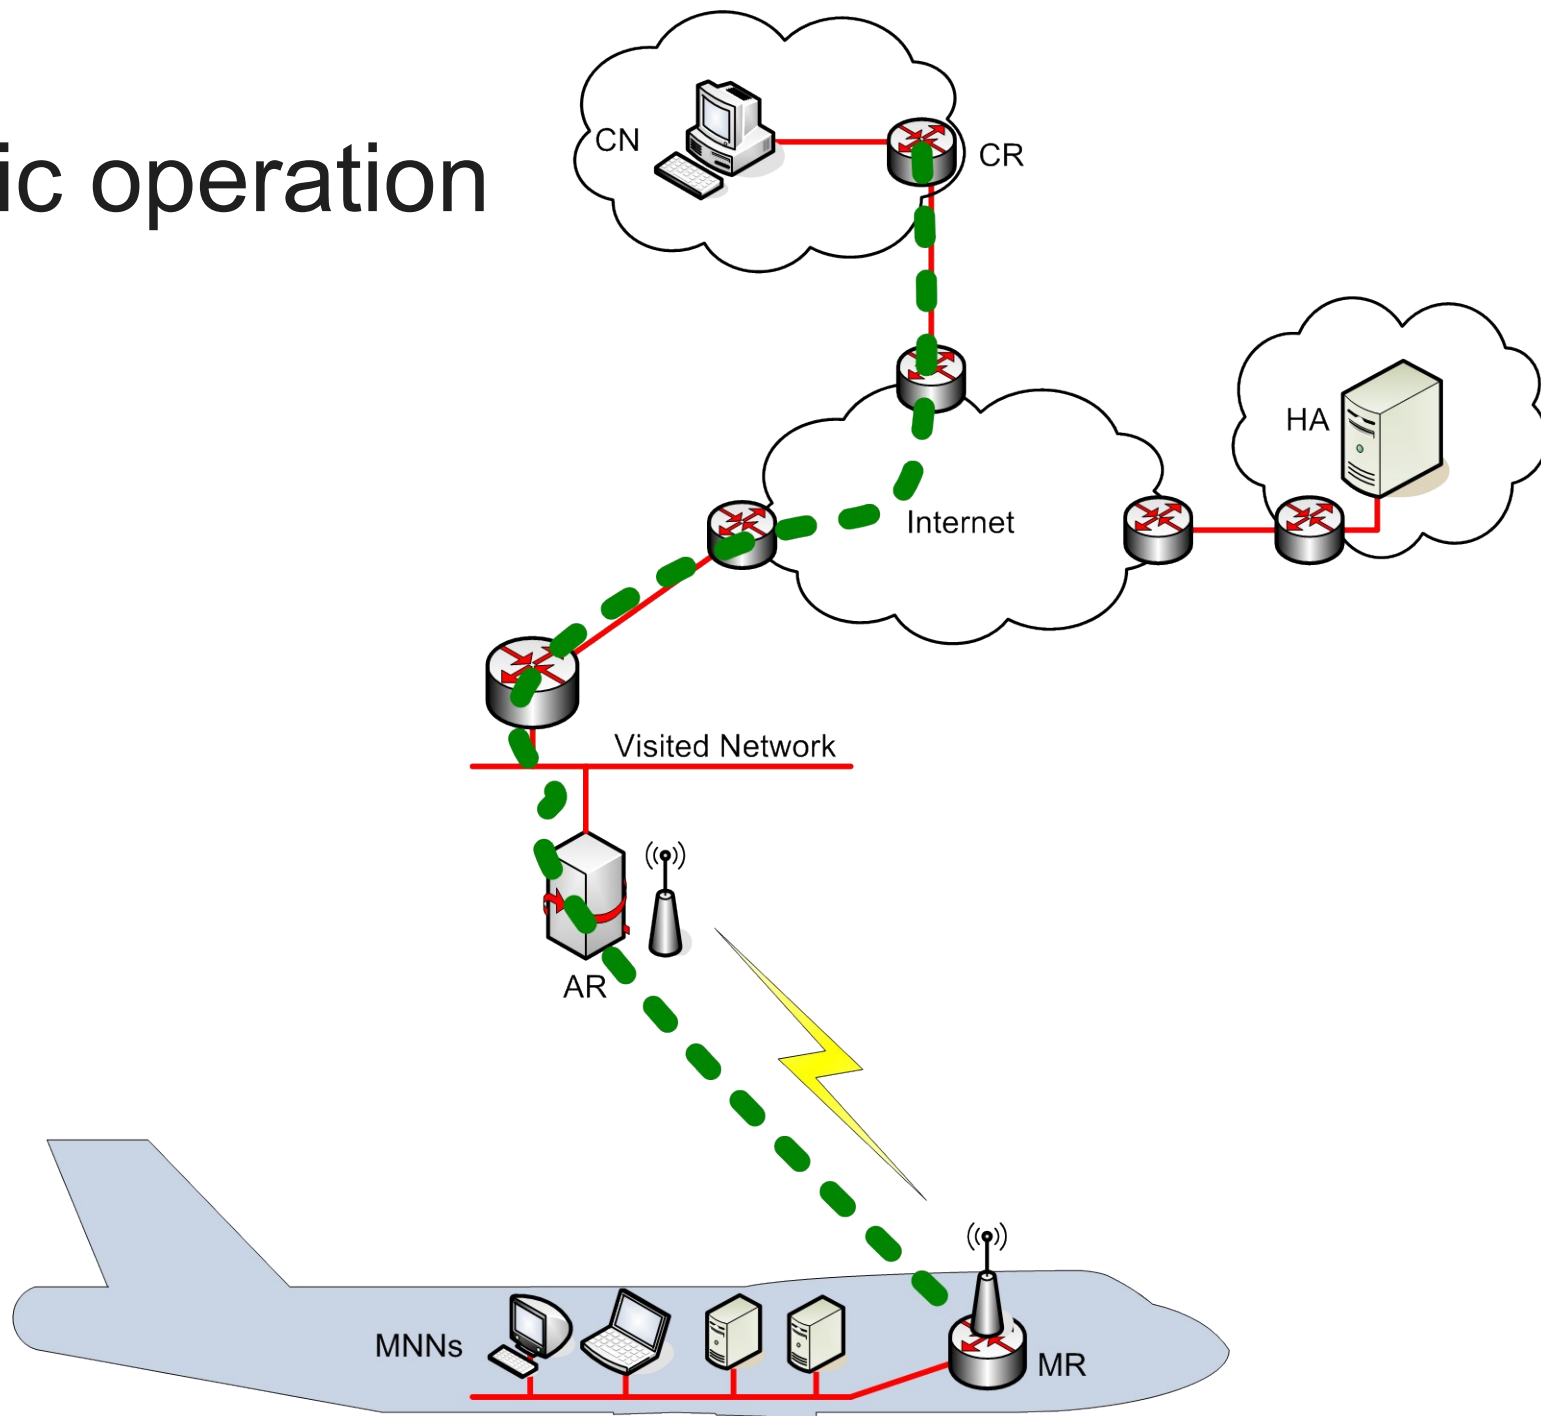 CN
CR
ic operation
HA
Internet
Visited Network
AR
MNNs
MR